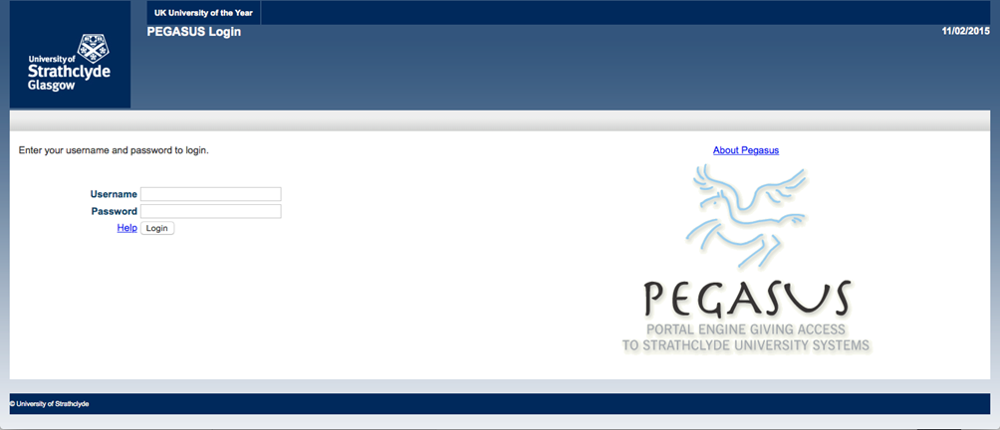 UK University of the Year
PEGASUS Login
11/02/2015
University of
Strathclyde
Glasgow
Enter your username and password to login.
About Pegasus
Username
Password
Help
Login
PEGASUS
PORTAL ENGINE GIVING ACCESS
TO STRATHCLYDE UNIVERSITY SYSTEMS
© University of Strathclyde